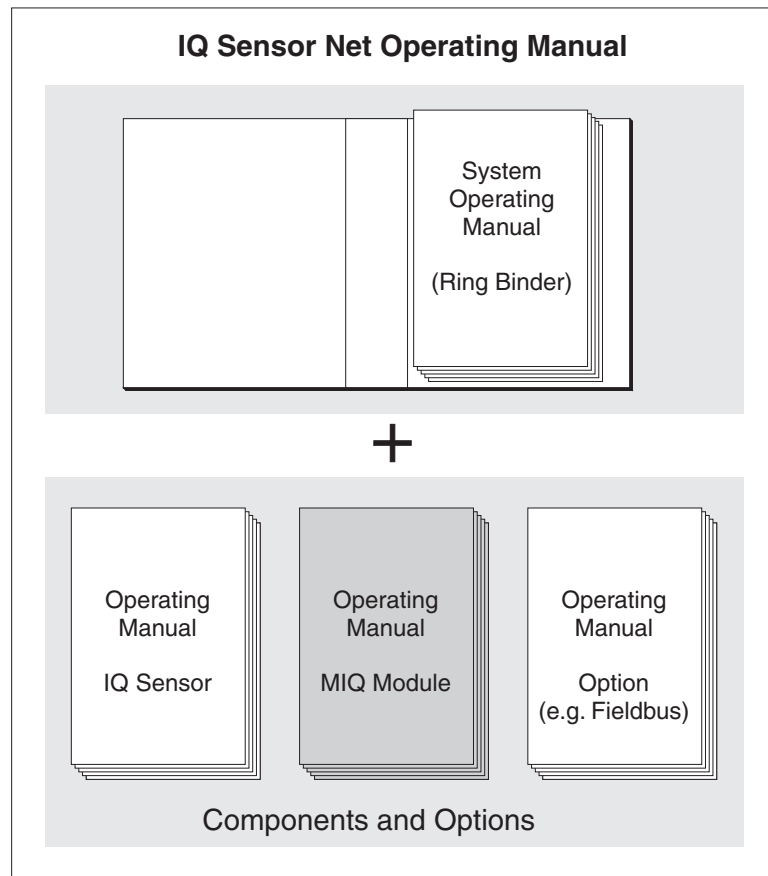 IQ Sensor Net Operating Manual
System
Operating
Manual
(Ring Binder)
+
Operating
Manual
IQ Sensor
Operating
Manual
MIQ Module
Operating
Manual
Option
(e.g. Fieldbus)
Components and Options